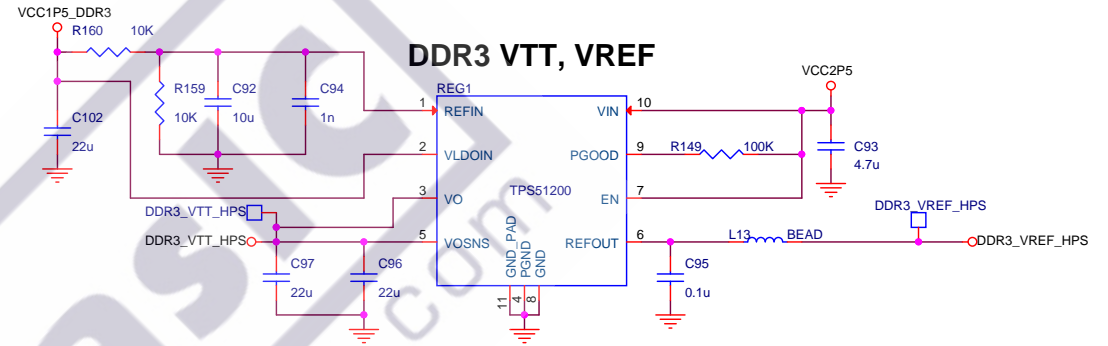 VCC1P5_DDR3
R160 10K
DDR3 VTT, VREF
VCC2P5
REG1
R159
10K
C92
10u
C94
1n
C102
22u
1 REFIN
2 VLDOIN
3 VO
5 VOSNS
TPS51200
VIN 10
PGOOD 9
EN 7
REFOUT 6
GND_PAD
PGND
GND
11
4
8
R149 100K
C93
4.7u
DDR3_VTT_HPS
DDR3_VTT_HPS
C97
22u
C96
22u
DDR3_VREF_HPS
L13 BEAD
DDR3_VREF_HPS
C95
0.1u
asic
com